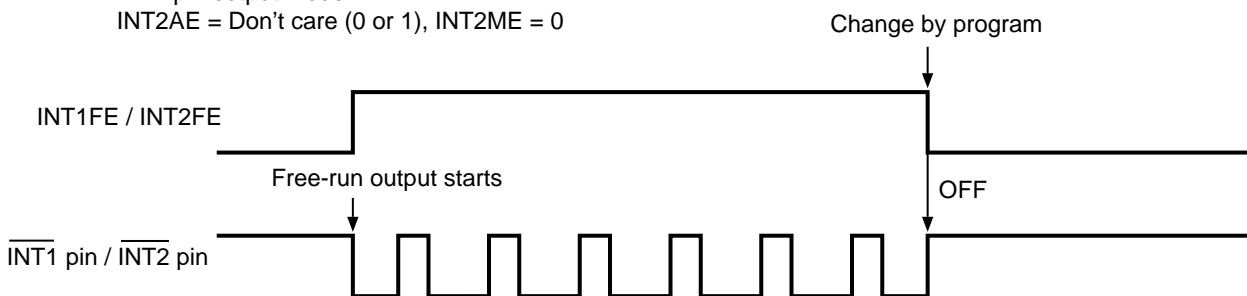 INT2AE = Don't care (0 or 1), INT2ME = 0
Change by program
INT1FE / INT2FE
Free-run output starts
OFF
INT1 pin / INT2 pin